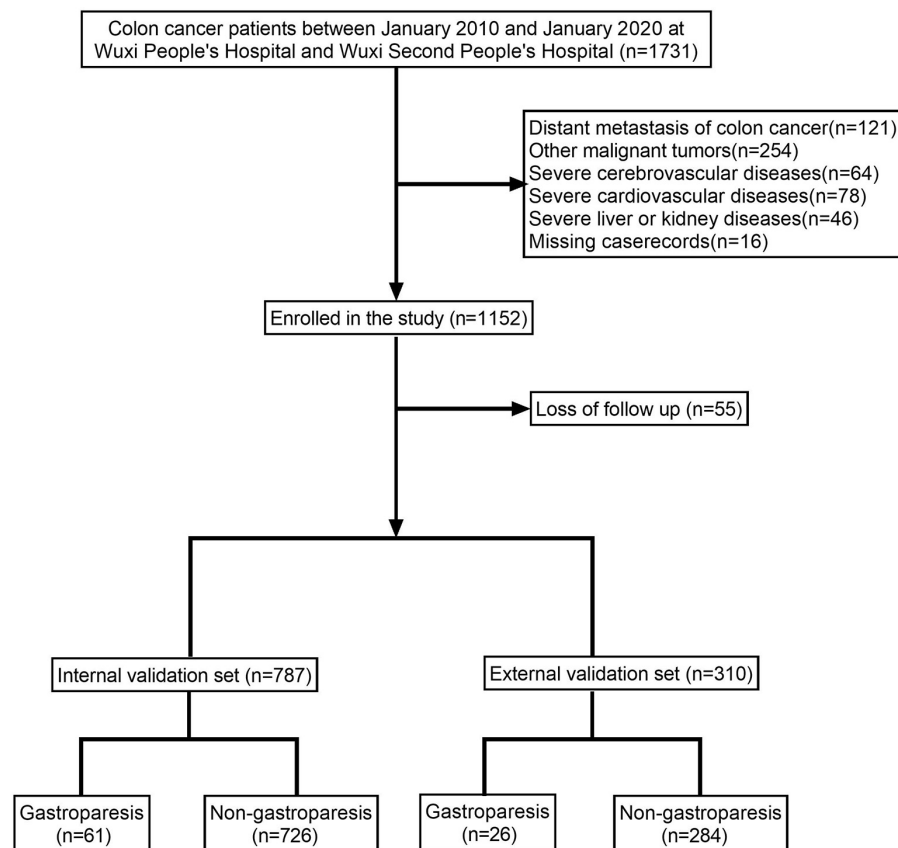 Colon cancer patients between January 2010 and January 2020 at
Wuxi People's Hospital and Wuxi Second People's Hospital (n=1731)
Distant metastasis of colon cancer(n=121)
Other malignant tumors(n=254)
Severe cerebrovascular diseases(n=64)
Severe cardiovascular diseases(n=78)
Severe liver or kidney diseases(n=46)
Missing caserecords(n=16)
Enrolled in the study (n=1152)
Loss of follow up (n=55)
Internal validation set (n=787)
External validation set (n=310)
Gastroparesis
(n=61)
Non-gastroparesis
(n=726)
Gastroparesis
(n=26)
Non-gastroparesis
(n=284)